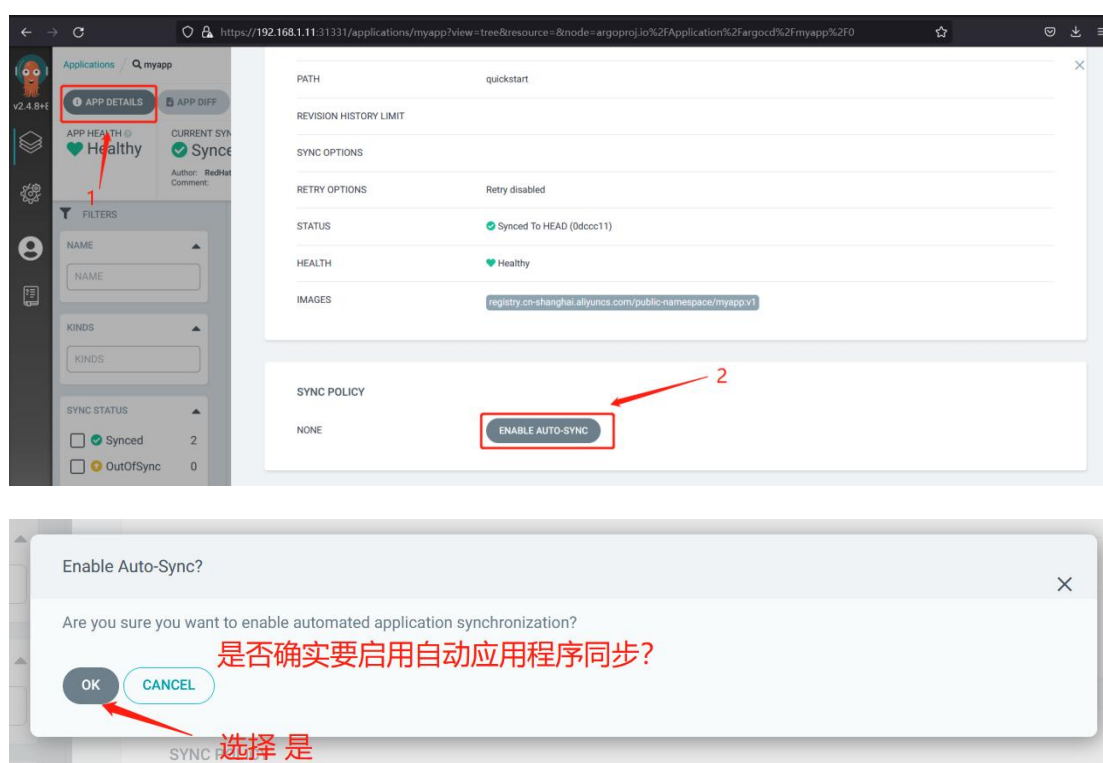 https://192.168.1.11:31331/applications/myapp?view=tree&resource=&node=argoproj.io%2FApplication%2Fargocd%2Fmyapp%2F0
Applications / myapp
v2.4.8+
APP DETAILS
APP DIFF
APP HEALTH
CURRENT SYN
Healthy
Synce
Author: RedHat
Comment:
1
FILTERS
NAME
NAME
KINDS
KINDS
SYNC STATUS
Synced 2
OutOfSync 0
PATH quickstart
REVISION HISTORY LIMIT
SYNC OPTIONS
RETRY OPTIONS Retry disabled
STATUS Synced To HEAD (0dccc11)
HEALTH Healthy
IMAGES registry.cn-shanghai.aliyuncs.com/public-namespace/myapp:v1
SYNC POLICY
2
NONE ENABLE AUTO-SYNC
Enable Auto-Sync?
Are you sure you want to enable automated application synchronization?
是否确实要启用自动应用程序同步?
OK CANCEL
选择 是
SYNC POLICY